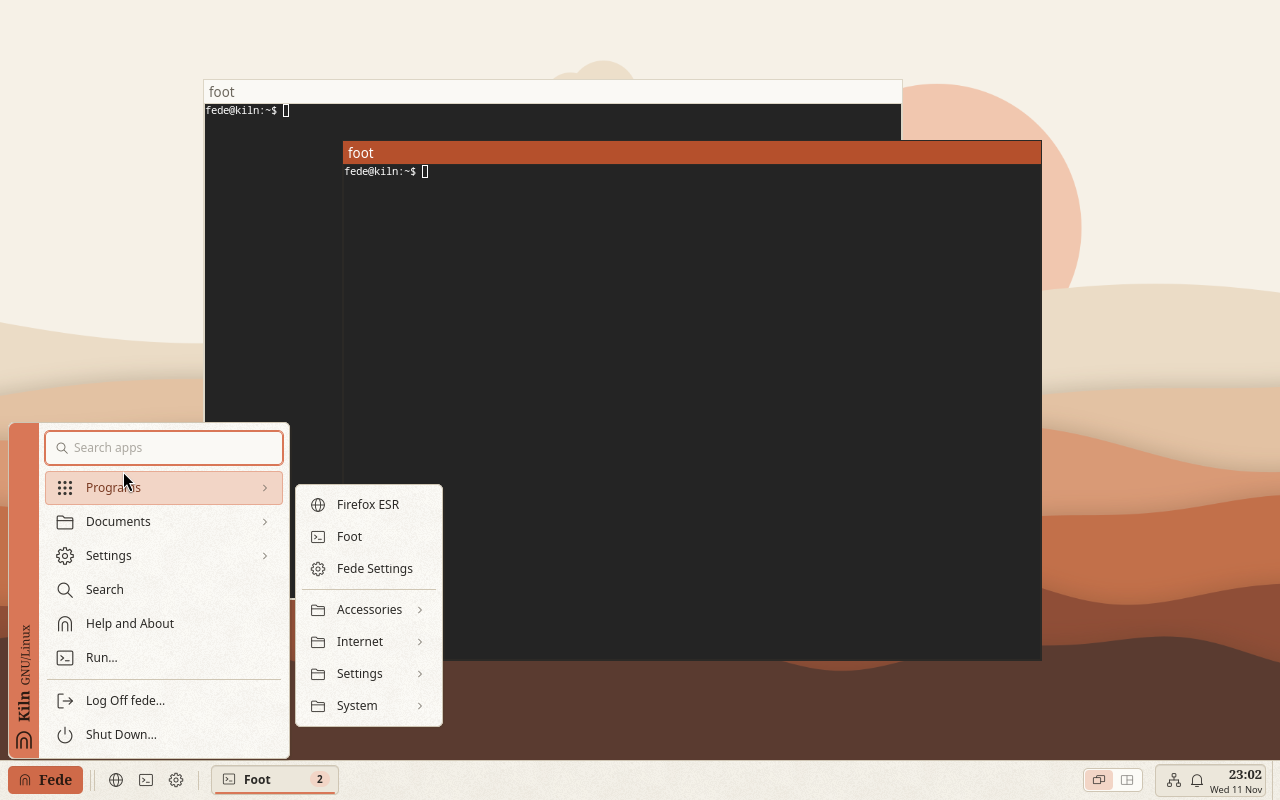 foot
fede@kiln:~$
foot
fede@kiln:~$
Search apps
Programs
Documents
Settings
Search
Help and About
Run...
Log Off fede...
Shut Down...
Kiln GNU/Linux
Firefox ESR
Foot
Fede Settings
Accessories
Internet
Settings
System
Fede
Foot
2
23:02
Wed 11 Nov